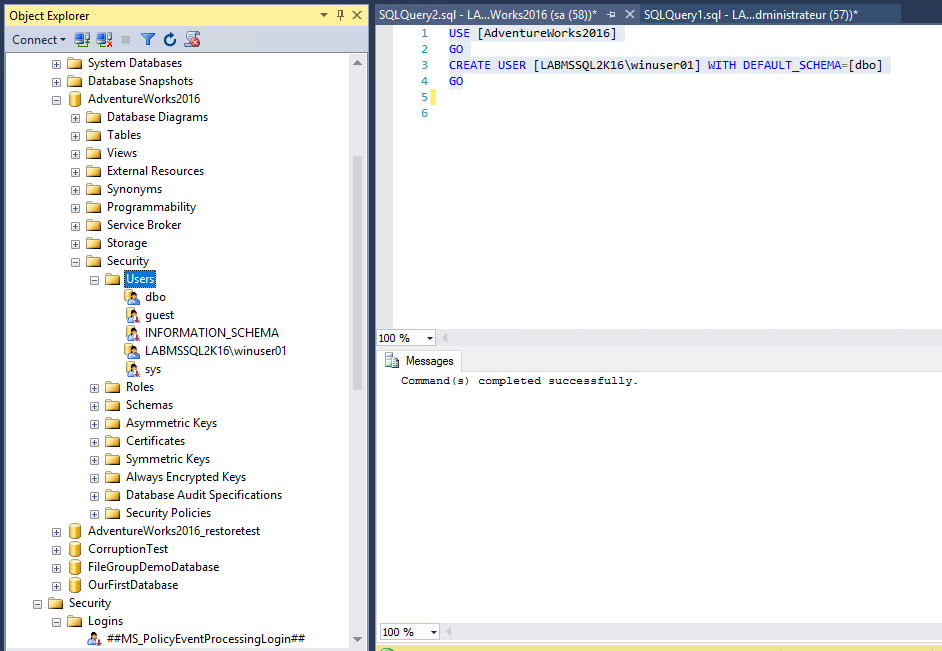 Object Explorer
Connect
System Databases
Database Snapshots
AdventureWorks2016
Database Diagrams
Tables
Views
External Resources
Synonyms
Programmability
Service Broker
Storage
Security
Users
dbo
guest
INFORMATION_SCHEMA
LABMSSQL2K16\winuser01
sys
Roles
Schemas
Asymmetric Keys
Certificates
Symmetric Keys
Always Encrypted Keys
Database Audit Specifications
Security Policies
AdventureWorks2016_restoretest
CorruptionTest
FileGroupDemoDatabase
OurFirstDatabase
Security
Logins
##MS_PolicyEventProcessingLogin##
SQLQuery2.sql - LA...Works2016 (sa (58))* SQLQuery1.sql - LA...dministrateur (57))*
1 USE [AdventureWorks2016]
2 GO
3 CREATE USER [LABMSSQL2K16\winuser01] WITH DEFAULT_SCHEMA=[dbo]
4 GO
5
6
100 %
Messages
Command(s) completed successfully.
100 %